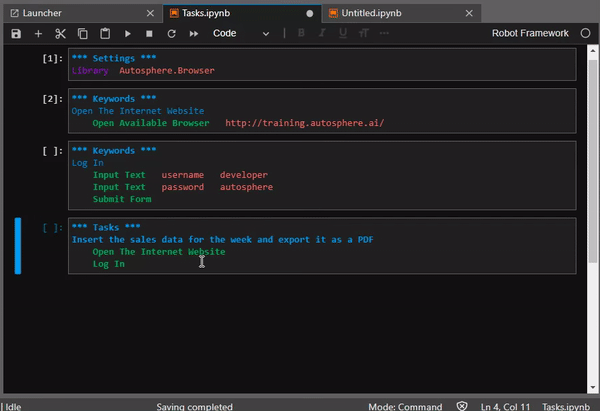 Launcher
Tasks.ipynb
Untitled.ipynb
Code
B I U
Robot Framework
[1]: *** Settings ***
Library Autosphere.Browser
[2]: *** Keywords ***
Open The Internet Website
Open Available Browser http://training.autosphere.ai/
[ ]: *** Keywords ***
Log In
Input Text username developer
Input Text password autosphere
Submit Form
[ ]: *** Tasks ***
Insert the sales data for the week and export it as a PDF
Open The Internet Website
Log In
| Idle
Saving completed
Mode: Command
Ln 4, Col 11
Tasks.ipynb